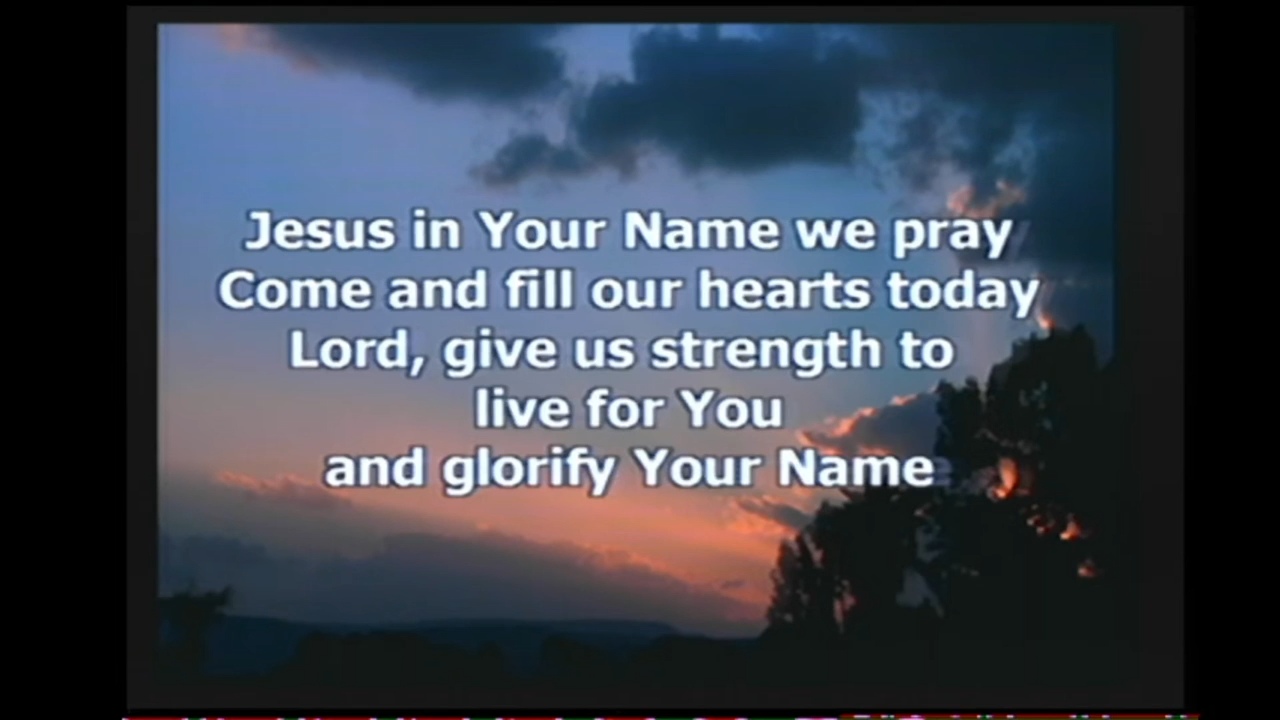 Jesus in Your Name we pray
Come and fill our hearts today
Lord, give us strength to
live for You
and glorify Your Name